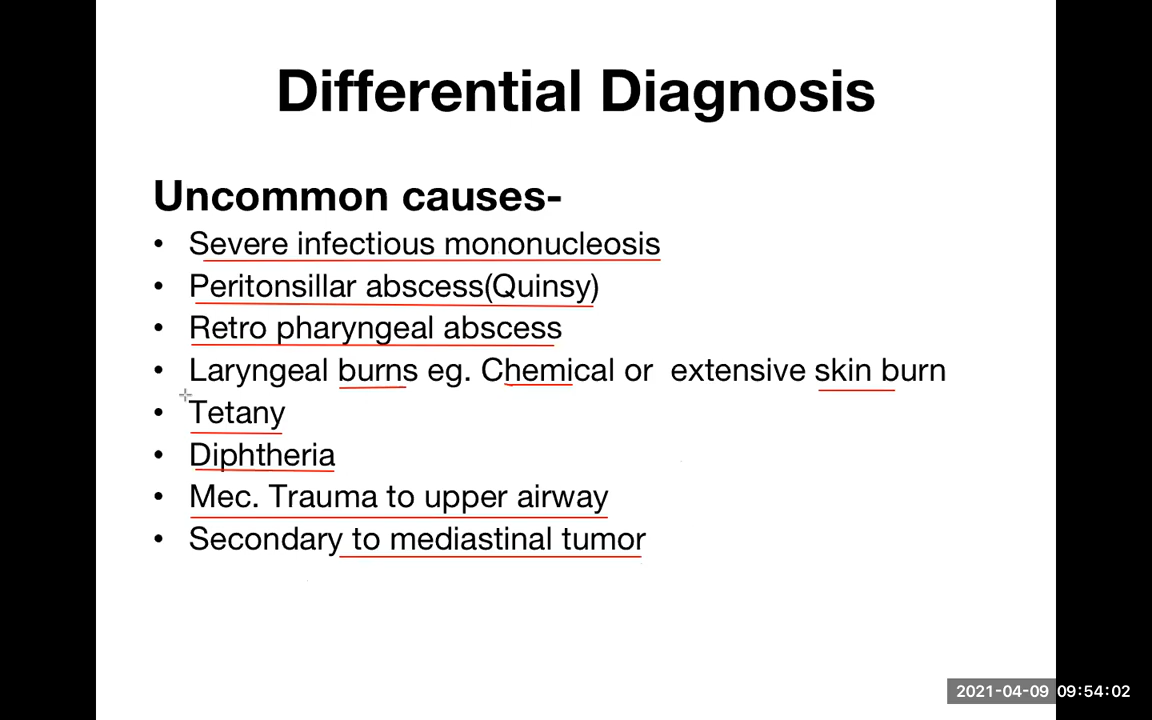 Differential Diagnosis
Uncommon causes-
• Severe infectious mononucleosis
• Peritonsillar abscess(Quinsy)
• Retro pharyngeal abscess
• Laryngeal burns eg. Chemical or extensive skin burn
• Tetany
• Diphtheria
• Mec. Trauma to upper airway
• Secondary to mediastinal tumor
2021-04-09 09:54:02